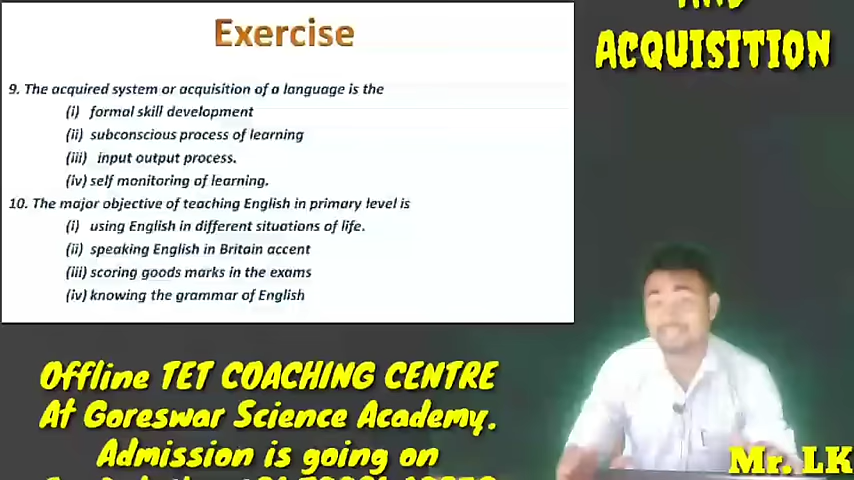 AND
ACQUISITION
Exercise
9. The acquired system or acquisition of a language is the
(i) formal skill development
(ii) subconscious process of learning
(iii) input output process.
(iv) self monitoring of learning.
10. The major objective of teaching English in primary level is
(i) using English in different situations of life.
(ii) speaking English in Britain accent
(iii) scoring goods marks in the exams
(iv) knowing the grammar of English
Offline TET COACHING CENTRE
At Goreswar Science Academy.
Admission is going on
Mr. LK